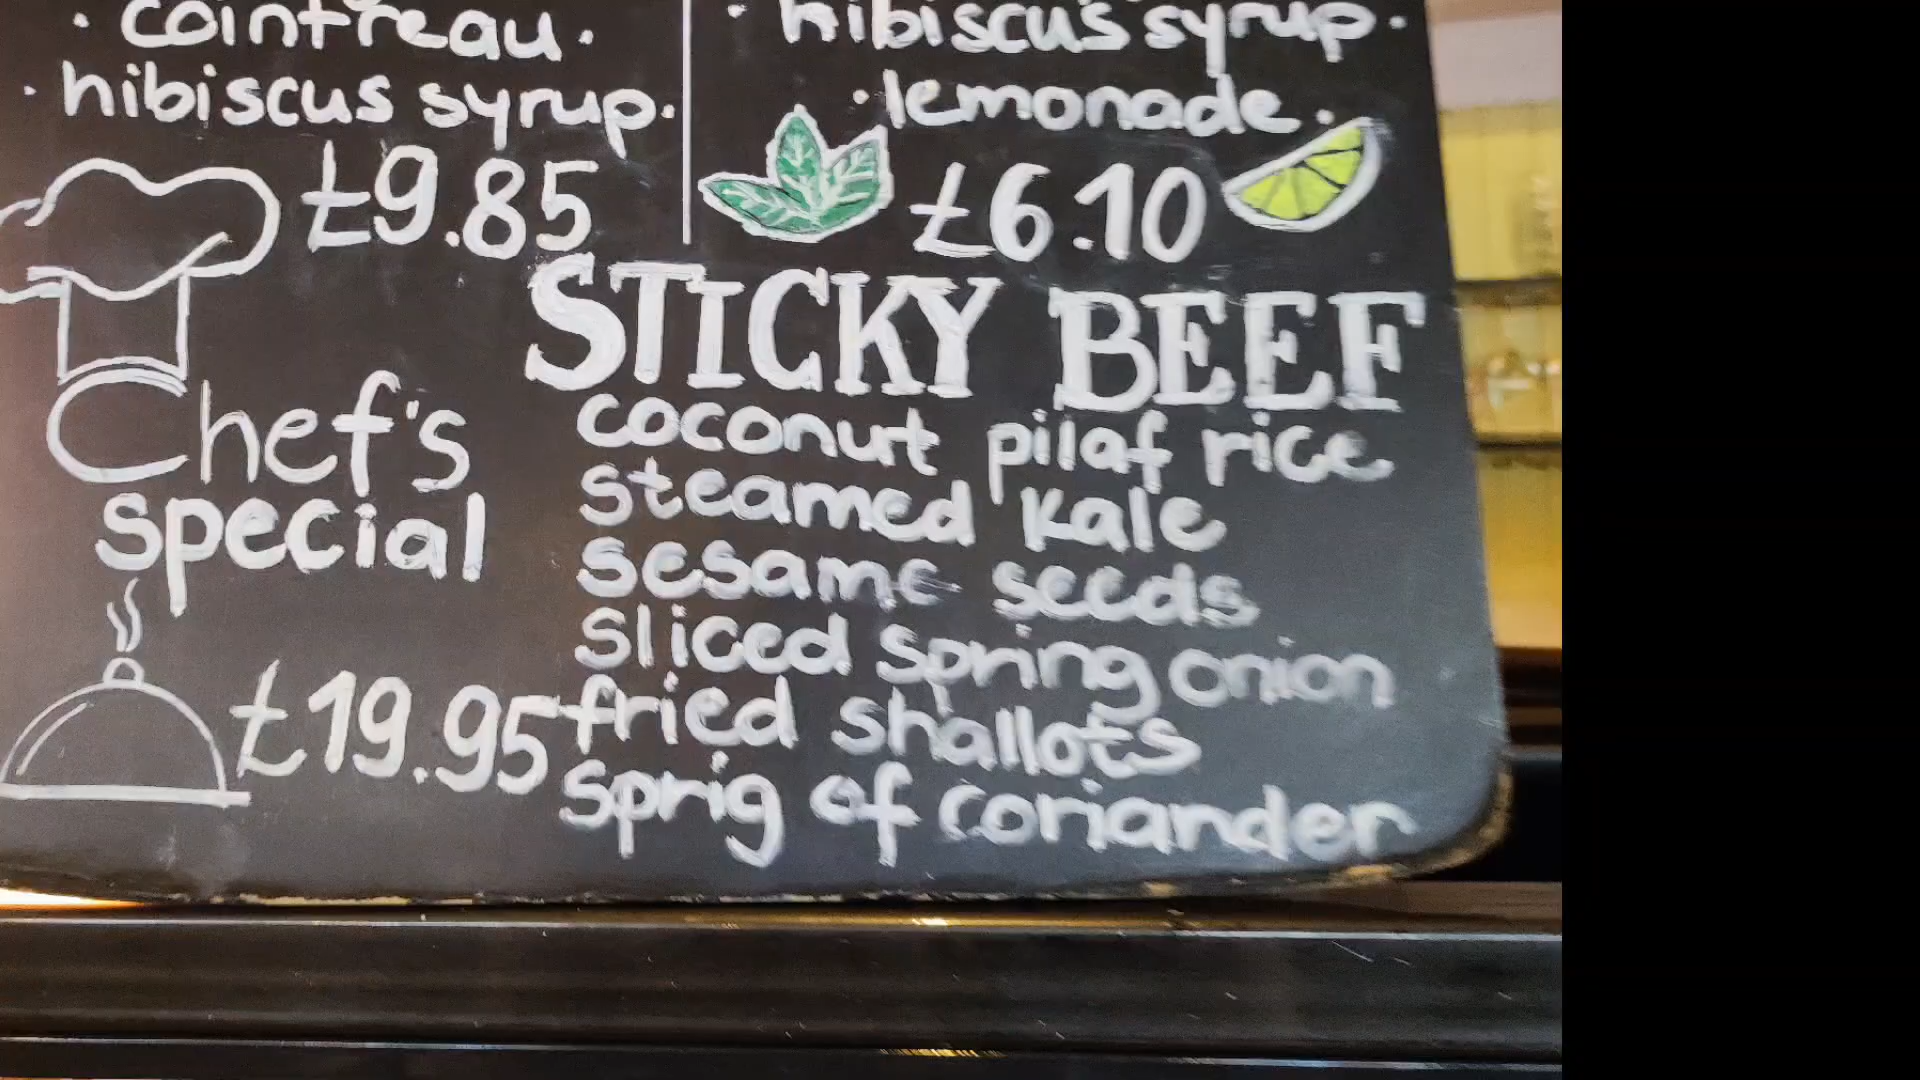 · cointreau ·
· hibiscus syrup ·
£9.85
· hibiscus syrup ·
· lemonade ·
£6.10
Chef's
special
£19.95
STICKY BEEF
coconut pilaf rice
steamed kale
sesame seeds
sliced spring onion
fried shallots
sprig of coriander